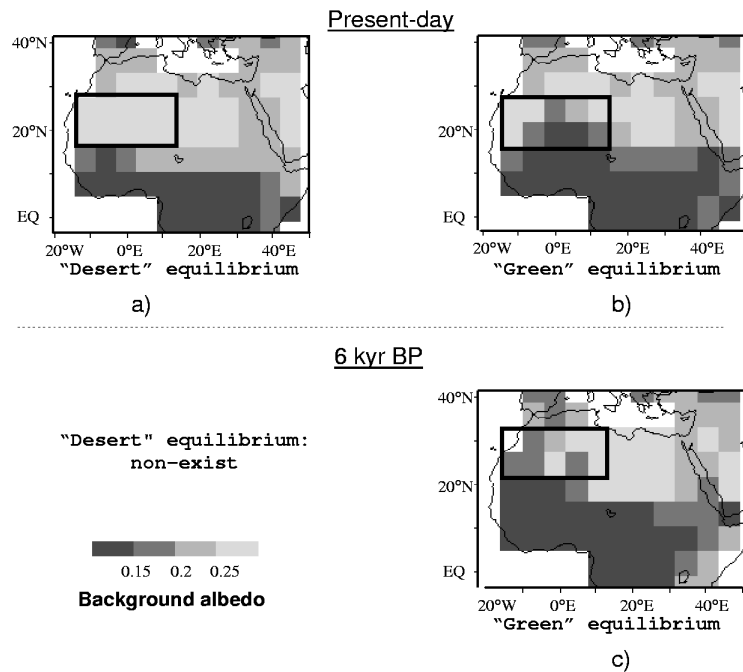 Present-day
40°N
20°N
EQ
20°W 0°E 20°E 40°E
"Desert" equilibrium
a)
40°N
20°N
EQ
20°W 0°E 20°E 40°E
"Green" equilibrium
b)
6 kyr BP
"Desert" equilibrium:
non-exist
0.15 0.2 0.25
Background albedo
40°N
20°N
EQ
20°W 0°E 20°E 40°E
"Green" equilibrium
c)